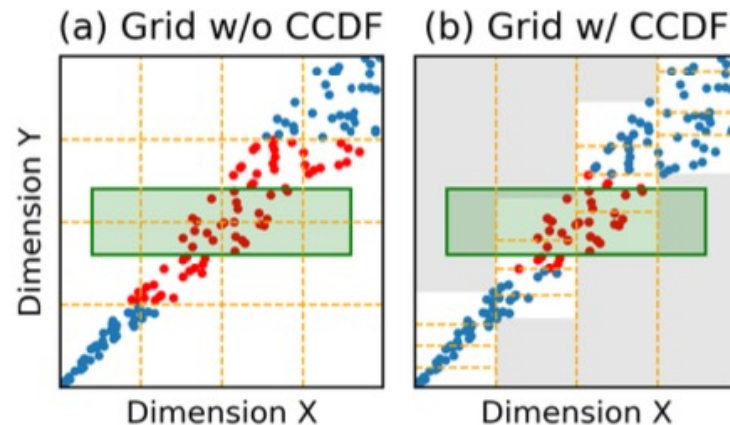 (a) Grid w/o CCDF
(b) Grid w/ CCDF
Dimension Y
Dimension X
Dimension X